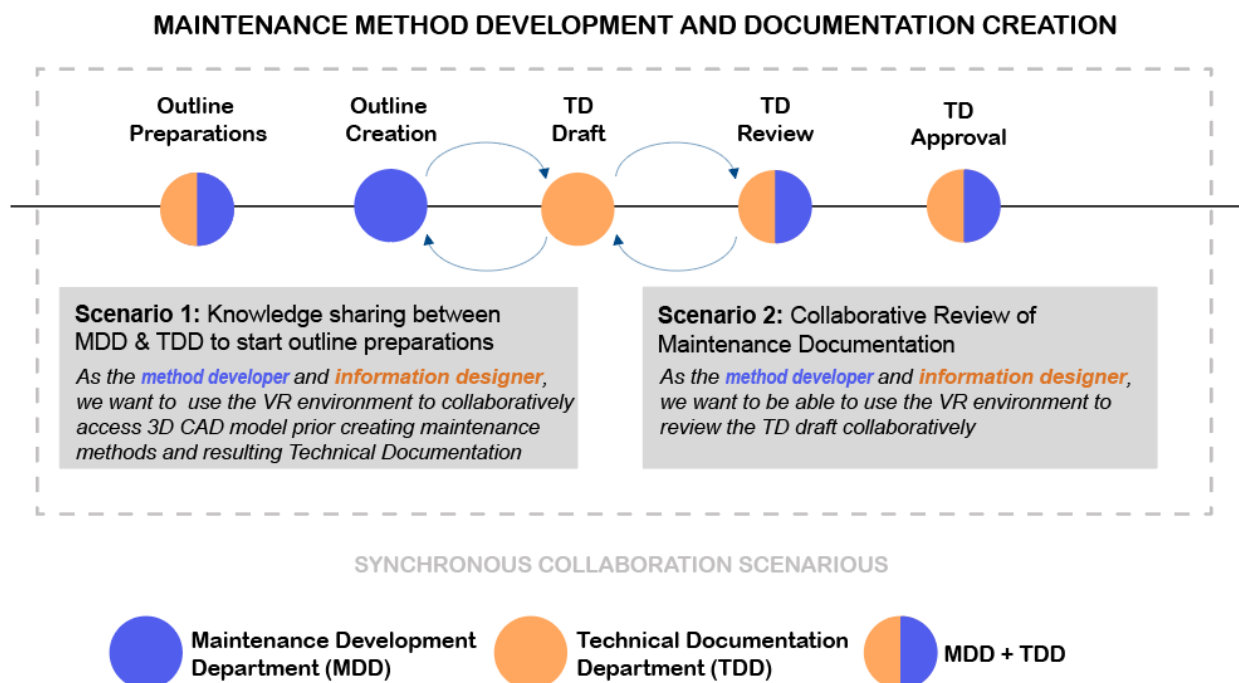 MAINTENANCE METHOD DEVELOPMENT AND DOCUMENTATION CREATION
Outline
Preparations
Outline
Creation
TD
Draft
TD
Review
TD
Approval
Scenario 1: Knowledge sharing between
MDD & TDD to start outline preparations
As the method developer and information designer,
we want to use the VR environment to collaboratively
access 3D CAD model prior creating maintenance
methods and resulting Technical Documentation
Scenario 2: Collaborative Review of
Maintenance Documentation
As the method developer and information designer,
we want to be able to use the VR environment to
review the TD draft collaboratively
SYNCHRONOUS COLLABORATION SCENARIOUS
Maintenance Development
Department (MDD)
Technical Documentation
Department (TDD)
MDD + TDD